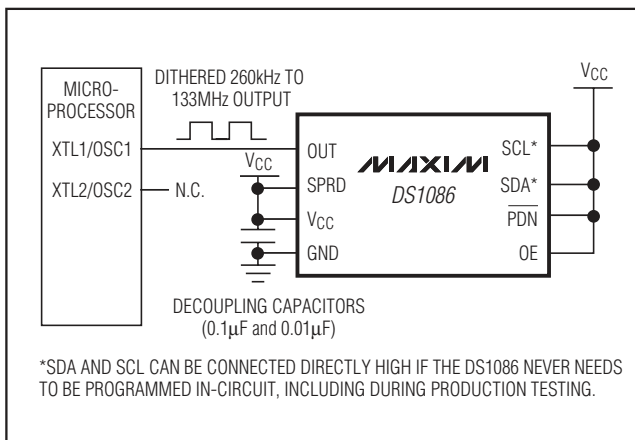 MICRO-
PROCESSOR
XTL1/OSC1
XTL2/OSC2
N.C.
DITHERED 260kHz TO
133MHz OUTPUT
VCC
OUT
SPRD
VCC
GND
MAXIM
DS1086
SCL*
SDA*
PDN
OE
VCC
DECOUPLING CAPACITORS
(0.1µF and 0.01µF)
*SDA AND SCL CAN BE CONNECTED DIRECTLY HIGH IF THE DS1086 NEVER NEEDS
TO BE PROGRAMMED IN-CIRCUIT, INCLUDING DURING PRODUCTION TESTING.